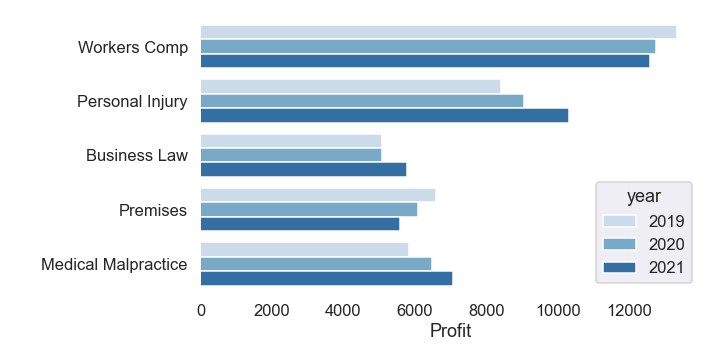 Workers Comp
Personal Injury
Business Law
Premises
Medical Malpractice
year
2019
2020
2021
0 2000 4000 6000 8000 10000 12000
Profit